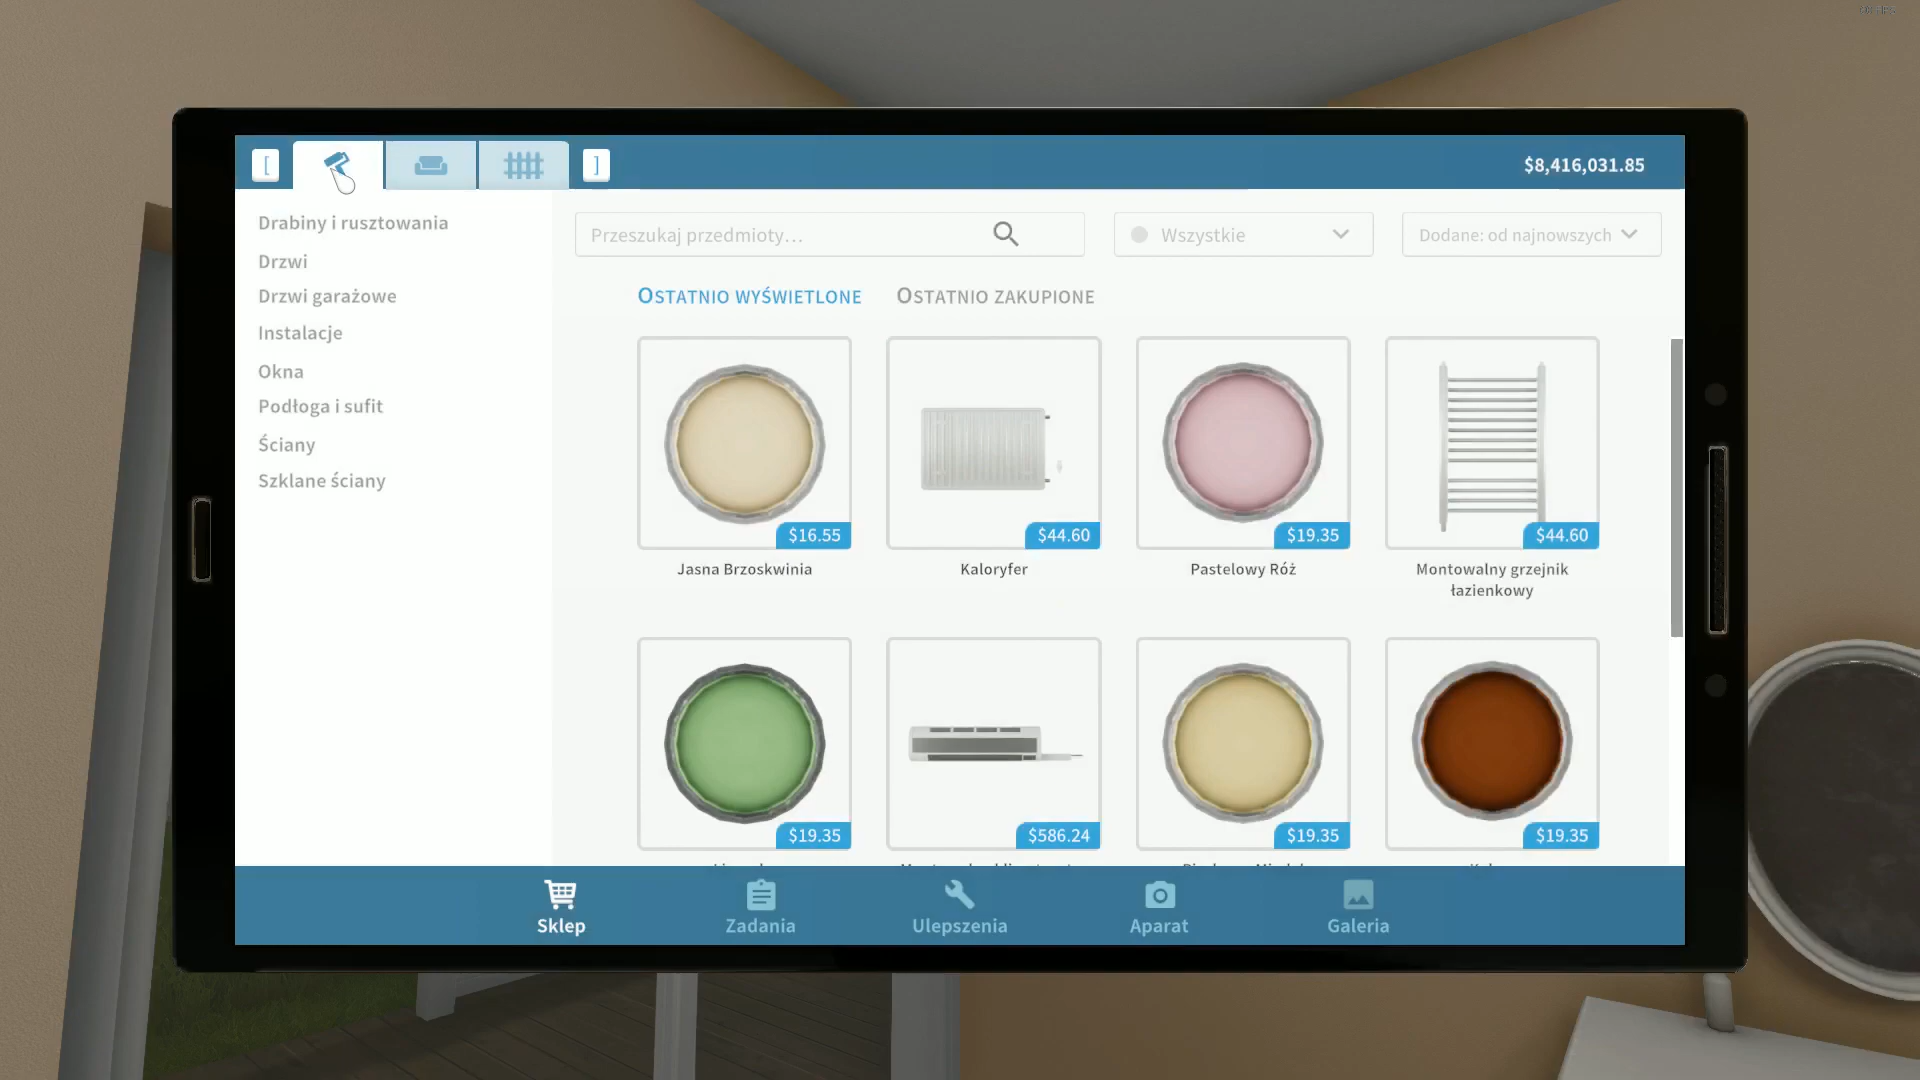 [
]
$8,416,031.85
Drabiny i rusztowania
Drzwi
Drzwi garażowe
Instalacje
Okna
Podłoga i sufit
Ściany
Szklane ściany
Przeszukaj przedmioty...
Wszystkie
Dodane: od najnowszych
OSTATNIO WYŚWIETLONE
OSTATNIO ZAKUPIONE
$16.55
$44.60
$19.35
$44.60
Jasna Brzoskwinia
Kaloryfer
Pastelowy Róż
Montowalny grzejnik
łazienkowy
$19.35
$586.24
$19.35
$19.35
Sklep
Zadania
Ulepszenia
Aparat
Galeria